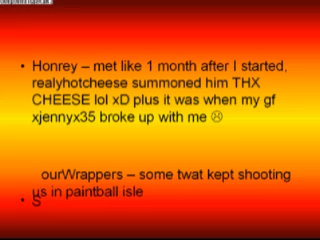 • Honrey – met like 1 month after I started,
realyhotcheese summoned him THX
CHEESE lol xD plus it was when my gf
xjennyx35 broke up with me ☹
ourWrappers – some twat kept shooting
us in paintball isle
• S